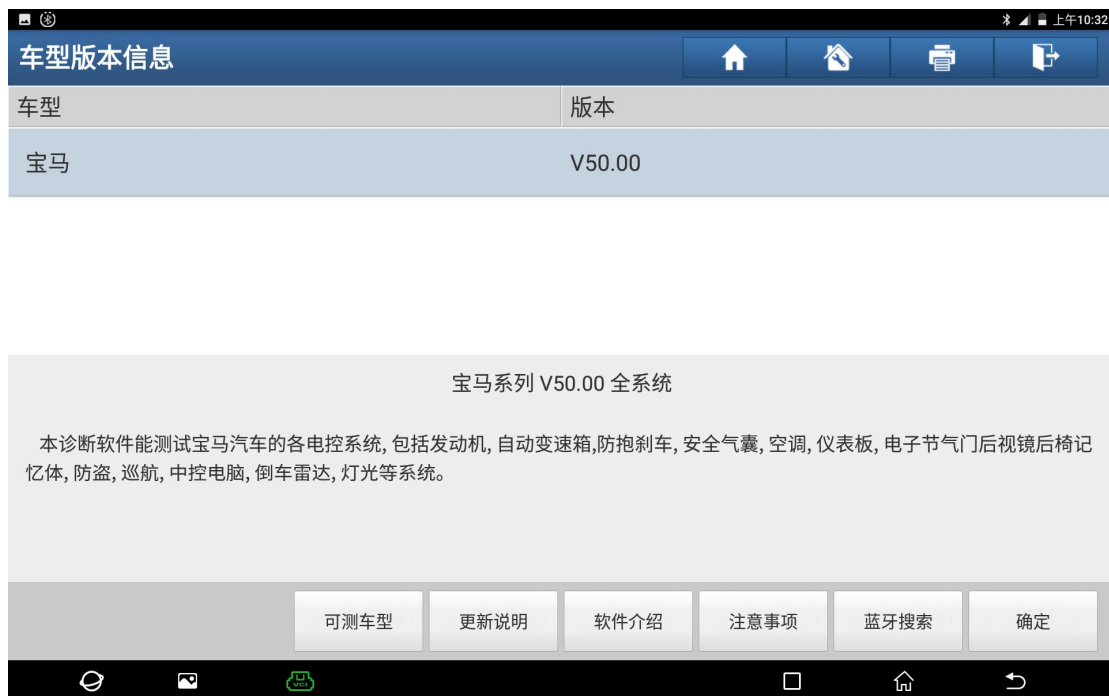 上午10:32
车型版本信息
车型 版本
宝马 V50.00
宝马系列 V50.00 全系统
本诊断软件能测试宝马汽车的各电控系统, 包括发动机, 自动变速箱,防抱刹车, 安全气囊, 空调, 仪表板, 电子节气门后视镜后椅记
忆体, 防盗, 巡航, 中控电脑, 倒车雷达, 灯光等系统。
可测车型 更新说明 软件介绍 注意事项 蓝牙搜索 确定
VCI